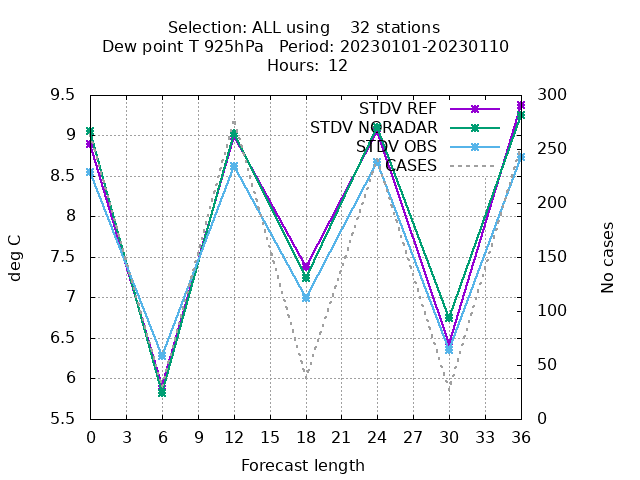 Selection: ALL using    32 stations
Dew point T 925hPa   Period: 20230101-20230110
Hours: 12
9.5
9
8.5
8
7.5
7
6.5
6
5.5
deg C
300
250
200
150
100
50
0
No cases
STDV REF
STDV NORADAR
STDV OBS
CASES
0 3 6 9 12 15 18 21 24 27 30 33 36
Forecast length